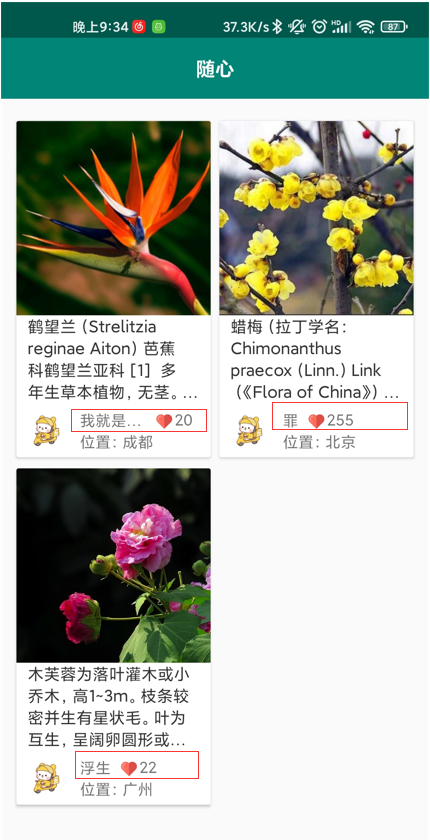 晚上9:34 37.3K/s HD 87
随心
鹤望兰（Strelitzia
reginae Aiton）芭蕉
科鹤望兰亚科 [1] 多
年生草本植物，无茎。...
我就是... 20
位置：成都
蜡梅（拉丁学名：
Chimonanthus
praecox (Linn.) Link
(《Flora of China》) ...
罪 255
位置：北京
木芙蓉为落叶灌木或小
乔木，高1~3m。枝条较
密并生有星状毛。叶为
互生，呈阔卵圆形或...
浮生 22
位置：广州